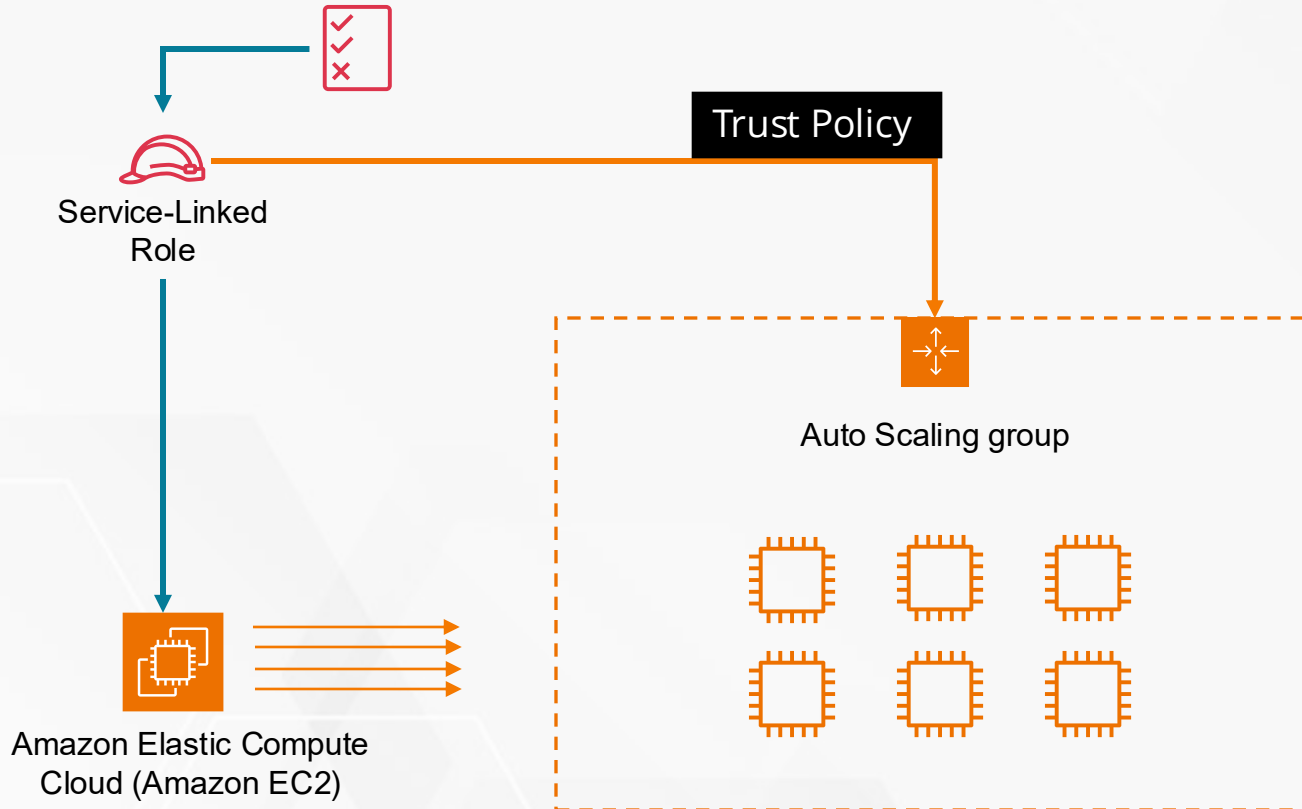 Trust Policy
Service-Linked
Role
Auto Scaling group
Amazon Elastic Compute
Cloud (Amazon EC2)